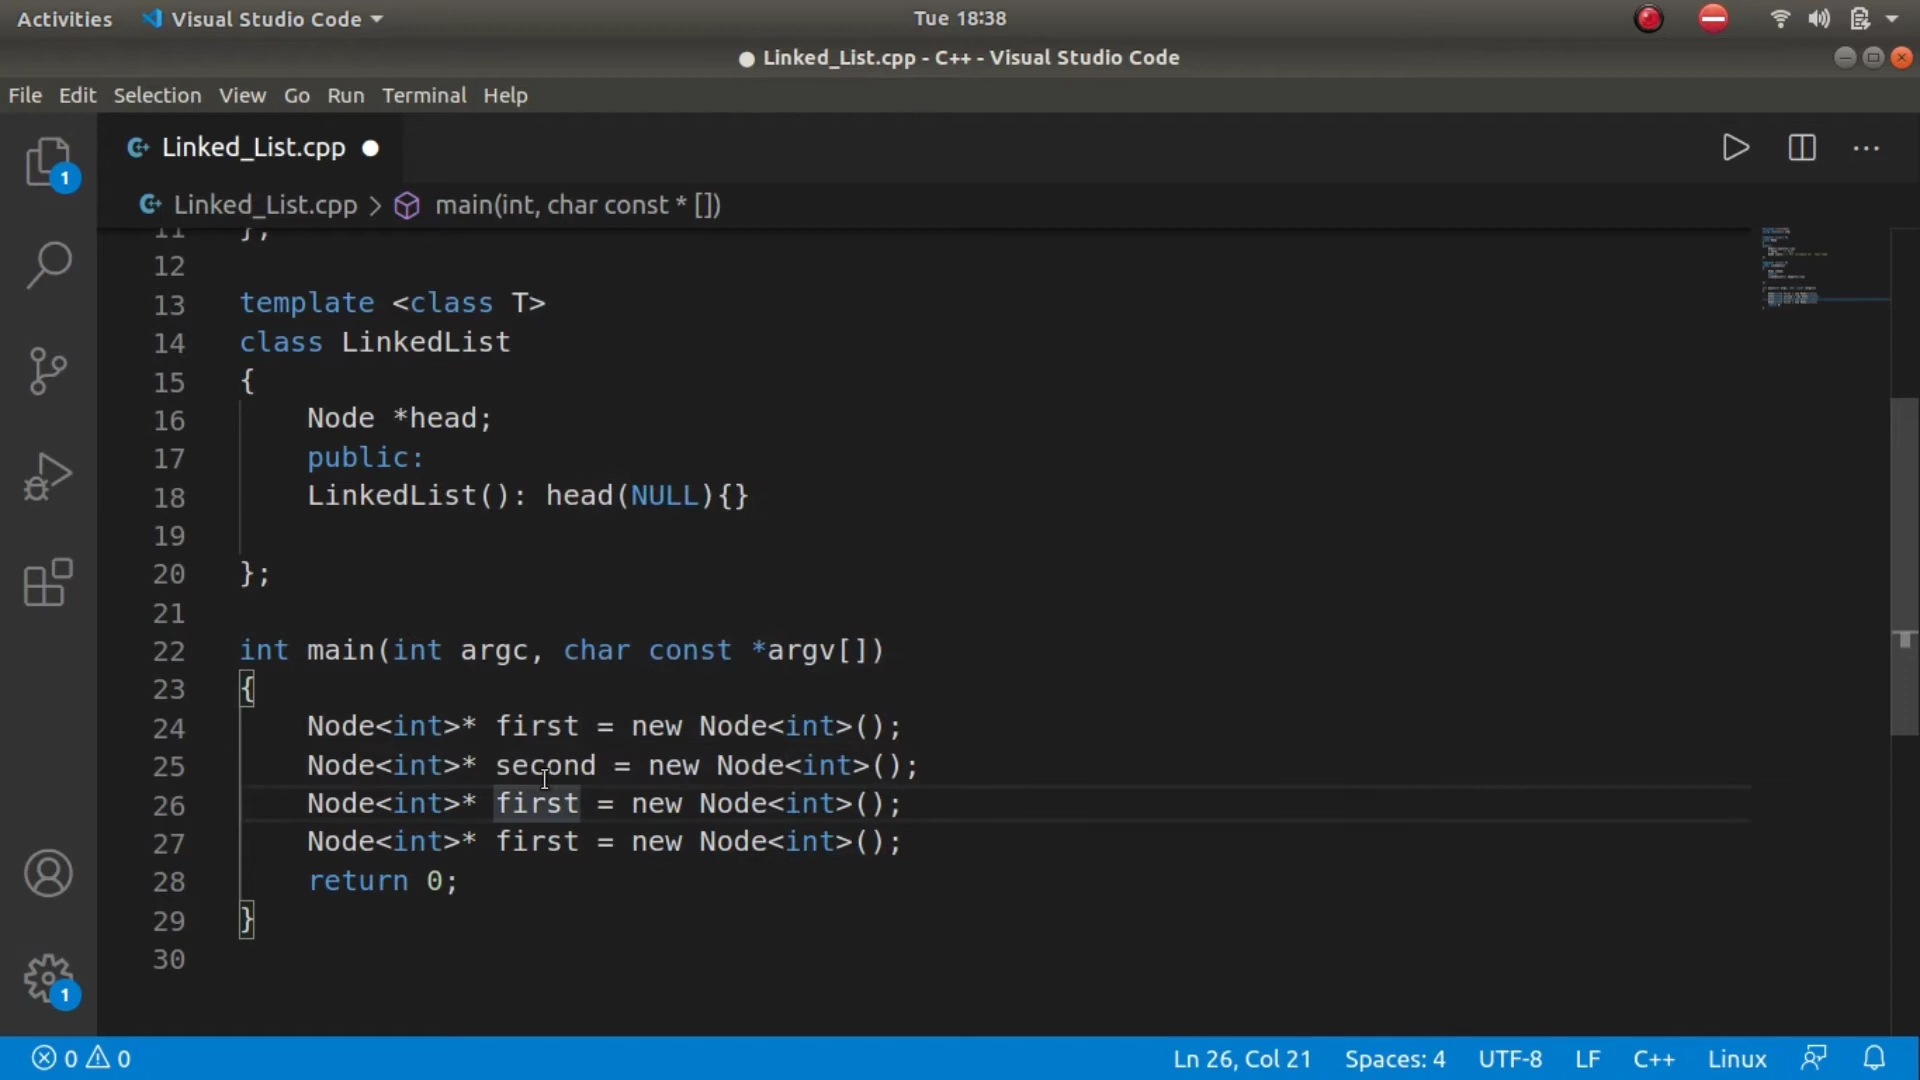 Activities Visual Studio Code Tue 18:38
Linked_List.cpp - C++ - Visual Studio Code
File Edit Selection View Go Run Terminal Help
Linked_List.cpp
Linked_List.cpp > main(int, char const * [])
1
11 };
12
13 template <class T>
14 class LinkedList
15 {
16 Node *head;
17 public:
18 LinkedList(): head(NULL){}
19
20 };
21
22 int main(int argc, char const *argv[])
23 {
24 Node<int>* first = new Node<int>();
25 Node<int>* second = new Node<int>();
26 Node<int>* first = new Node<int>();
27 Node<int>* first = new Node<int>();
28 return 0;
29 }
30
1
0 0 Ln 26, Col 21 Spaces: 4 UTF-8 LF C++ Linux